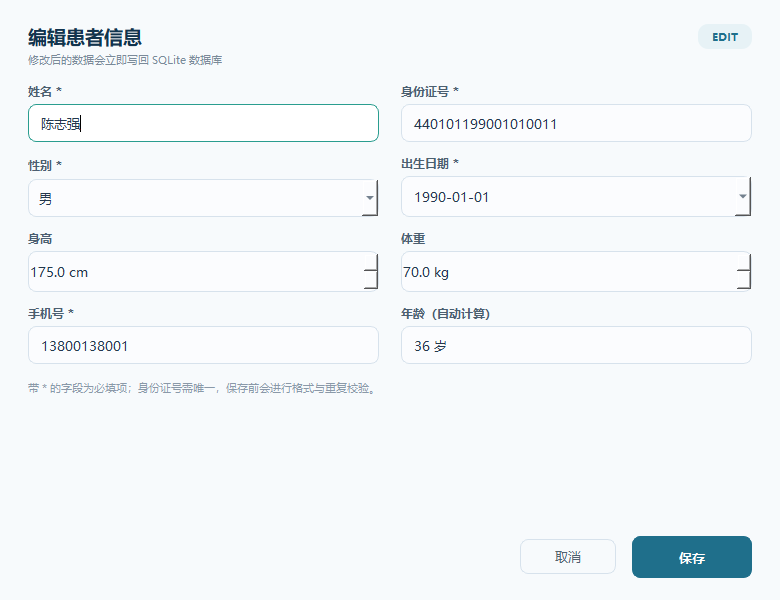 编辑患者信息
EDIT
修改后的数据会立即写回 SQLite 数据库
姓名 *
身份证号 *
陈志强
440101199001010011
性别 *
出生日期 *
男
1990-01-01
身高
体重
175.0 cm
70.0 kg
手机号 *
年龄（自动计算）
13800138001
36 岁
带 * 的字段为必填项；身份证号需唯一，保存前会进行格式与重复校验。
取消
保存